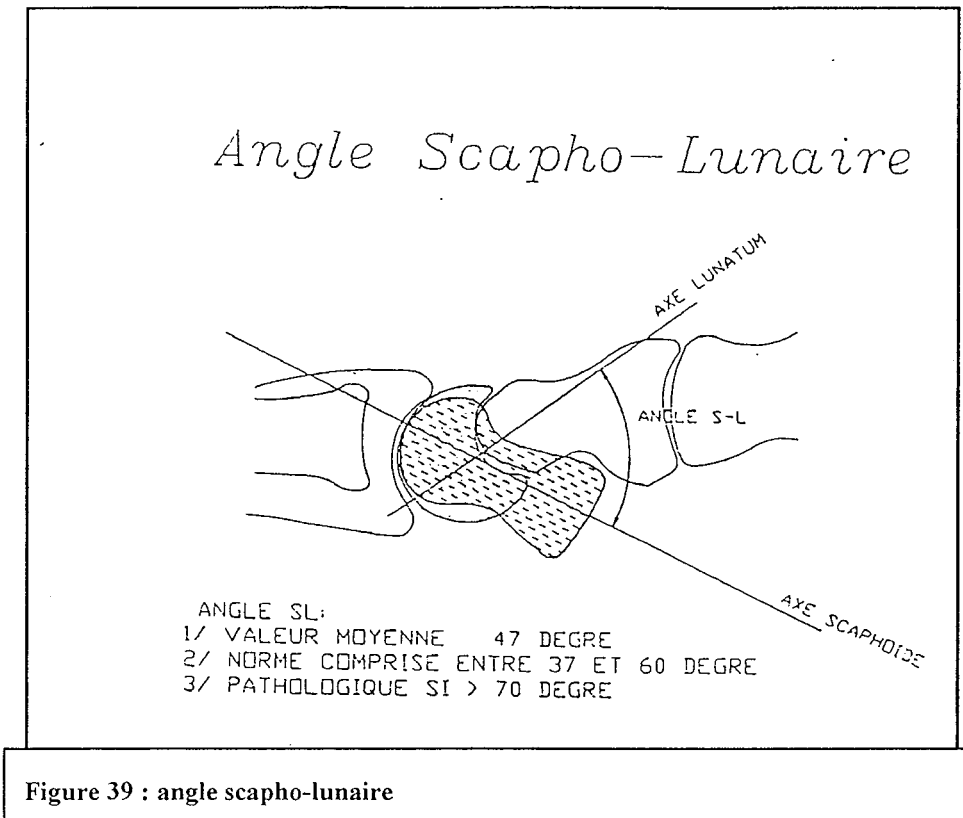 Angle Scapho-Lunaire
AXE LUNATUM
ANGLE S-L
AXE SCAPHOIDE
ANGLE SL:
1/ VALEUR MOYENNE 47 DEGRE
2/ NORME COMPRISE ENTRE 37 ET 60 DEGRE
3/ PATHOLOGIQUE SI > 70 DEGRE
Figure 39 : angle scapho-lunaire